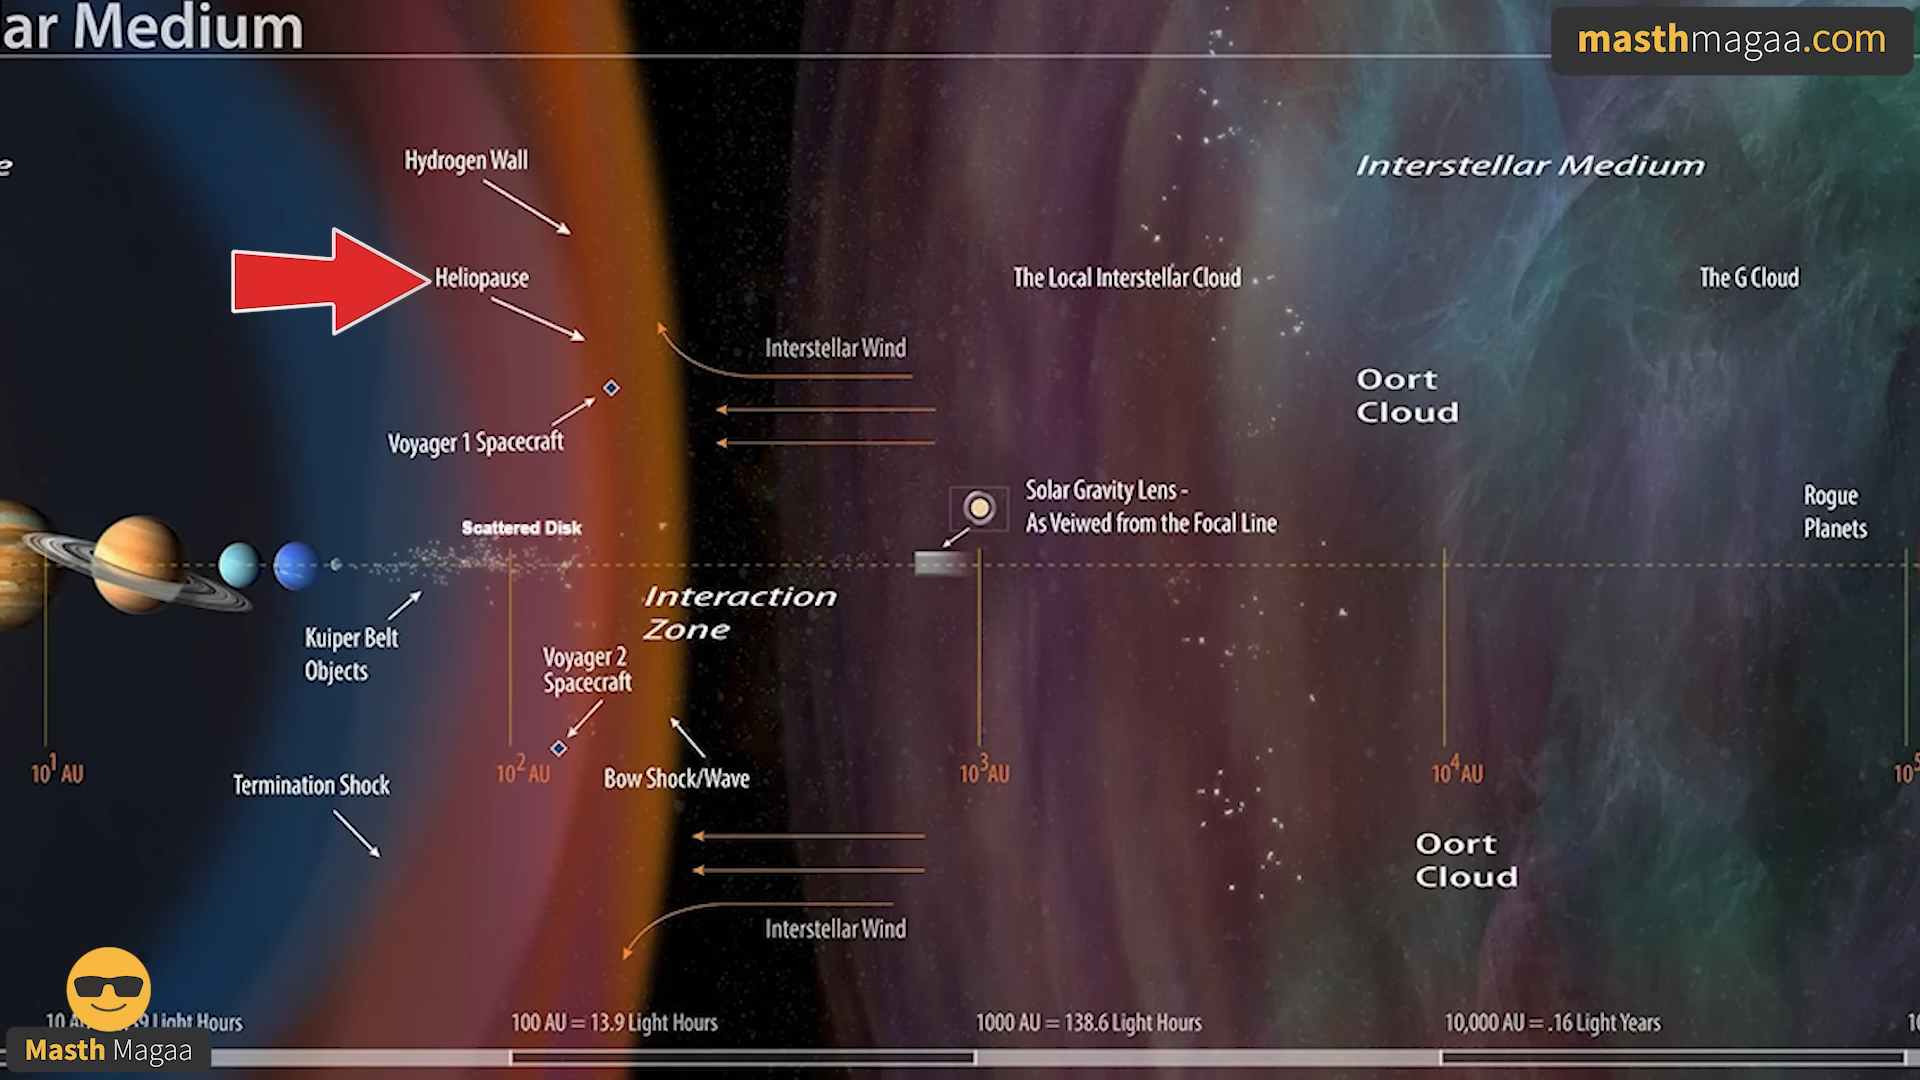 ar Medium
masthmagaa.com
e
Hydrogen Wall
Interstellar Medium
Heliopause
The Local Interstellar Cloud
The G Cloud
Interstellar Wind
Oort
Cloud
Voyager 1 Spacecraft
Solar Gravity Lens -
As Veiwed from the Focal Line
Rogue
Planets
Scattered Disk
Interaction
Zone
Kuiper Belt
Objects
Voyager 2
Spacecraft
10¹ AU
10² AU
10³ AU
10⁴ AU
10⁵
Termination Shock
Bow Shock/Wave
Oort
Cloud
Interstellar Wind
10 Light Hours
100 AU = 13.9 Light Hours
1000 AU = 138.6 Light Hours
10,000 AU = .16 Light Years
Masth Magaa